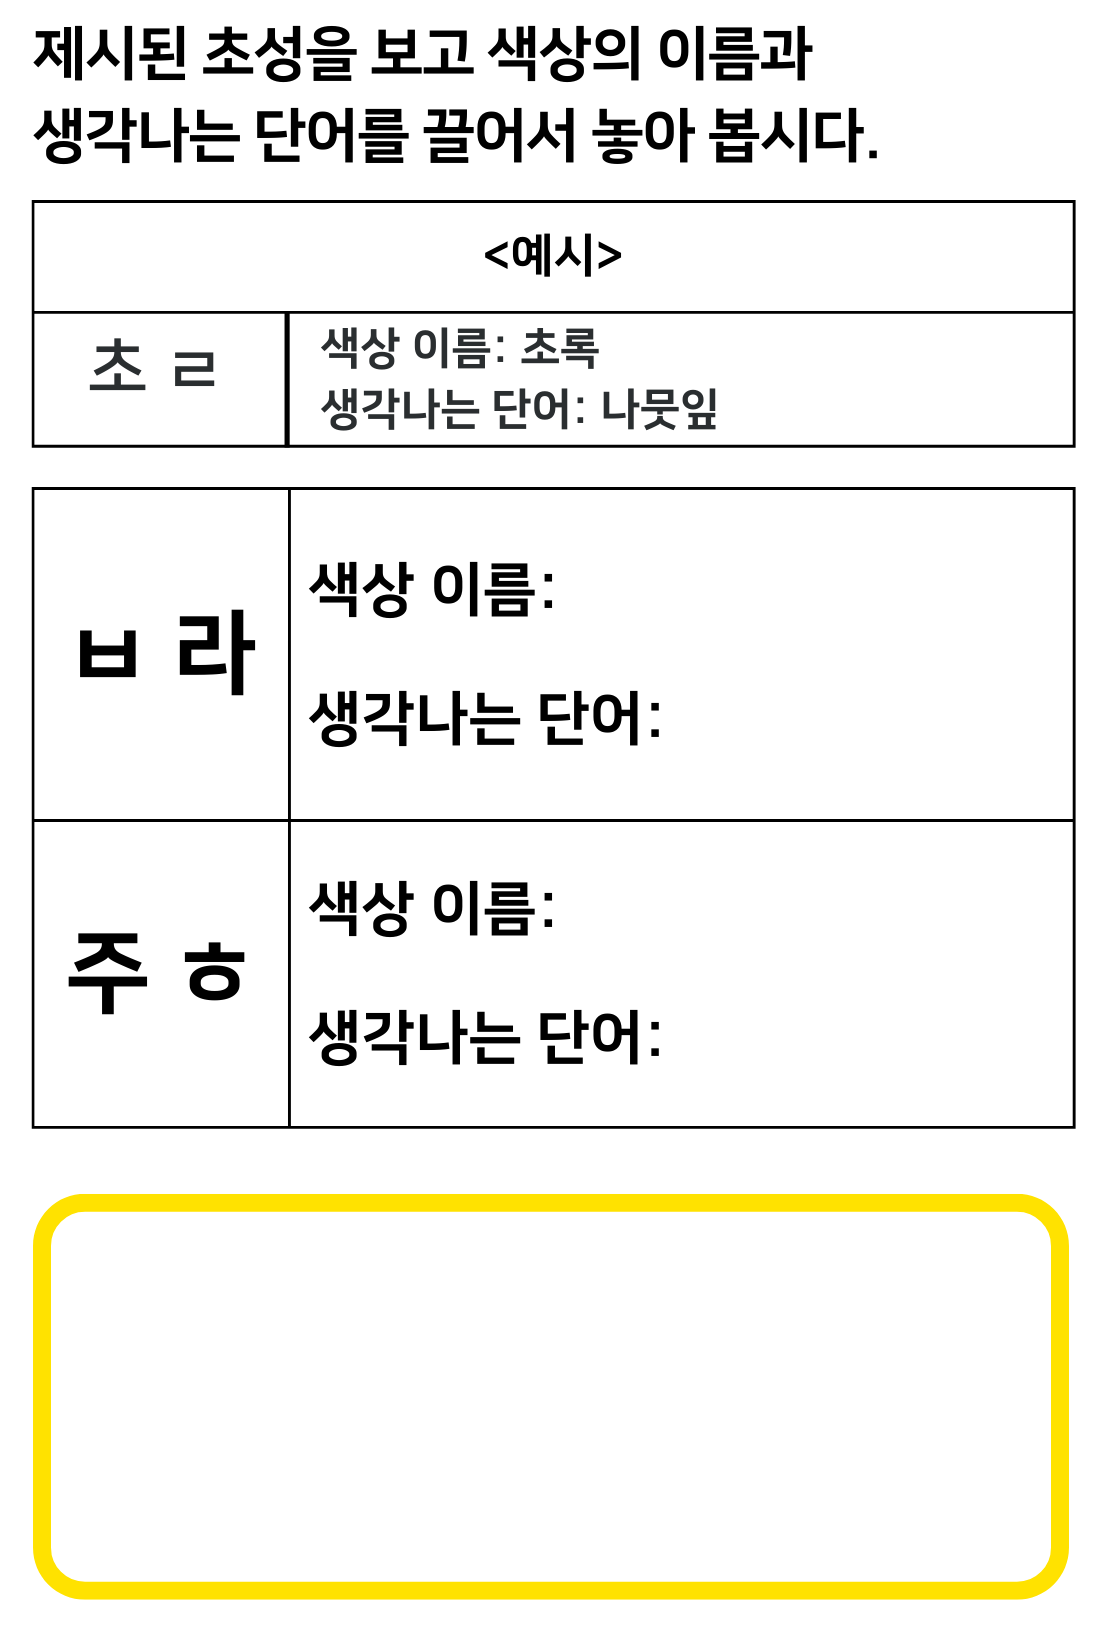 제시된 초성을 보고 색상의 이름과
생각나는 단어를 끌어서 놓아 봅시다.
<예시>
초 ㄹ
색상 이름: 초록
생각나는 단어: 나뭇잎
ㅂ 라
색상 이름:
생각나는 단어:
주 ㅎ
색상 이름:
생각나는 단어: